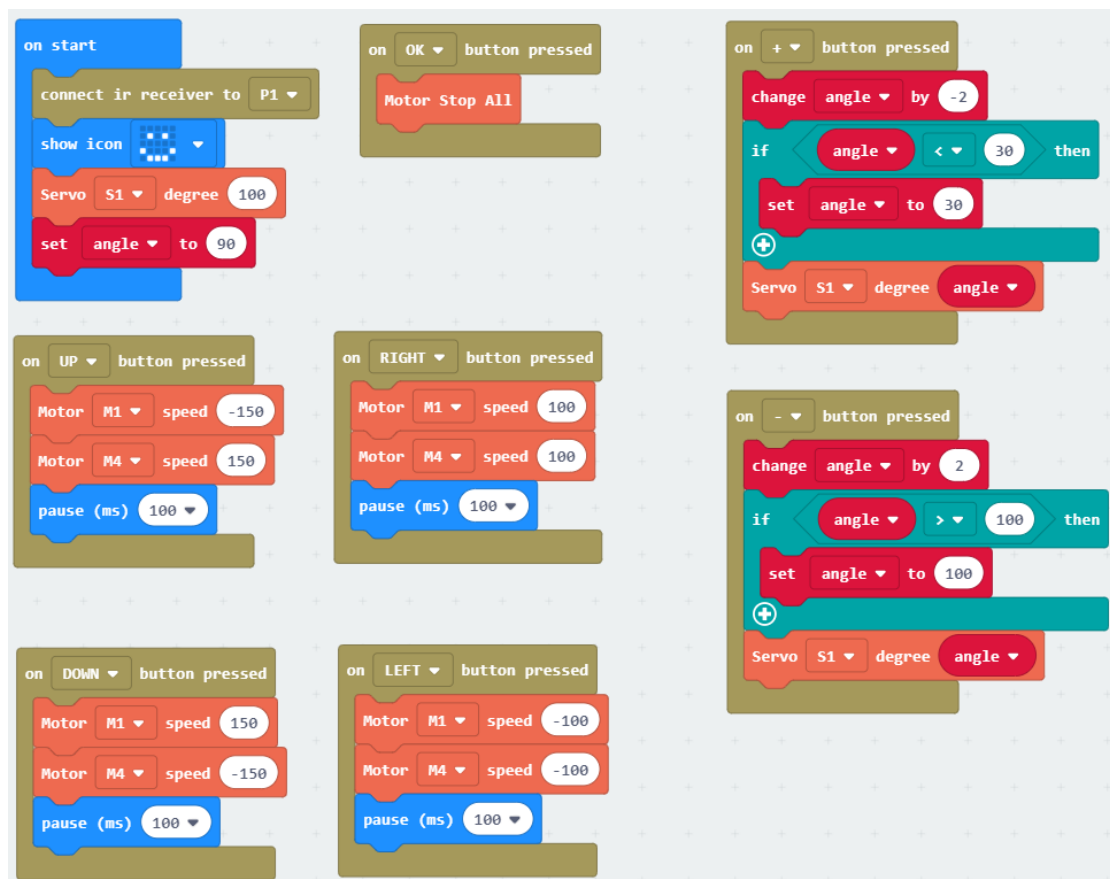 on start
connect ir receiver to P1
show icon
Servo S1 degree 100
set angle to 90
on OK button pressed
Motor Stop All
on + button pressed
change angle by -2
if angle < 30 then
set angle to 30
Servo S1 degree angle
on UP button pressed
Motor M1 speed -150
Motor M4 speed 150
pause (ms) 100
on RIGHT button pressed
Motor M1 speed 100
Motor M4 speed 100
pause (ms) 100
on - button pressed
change angle by 2
if angle > 100 then
set angle to 100
Servo S1 degree angle
on DOWN button pressed
Motor M1 speed 150
Motor M4 speed -150
pause (ms) 100
on LEFT button pressed
Motor M1 speed -100
Motor M4 speed -100
pause (ms) 100